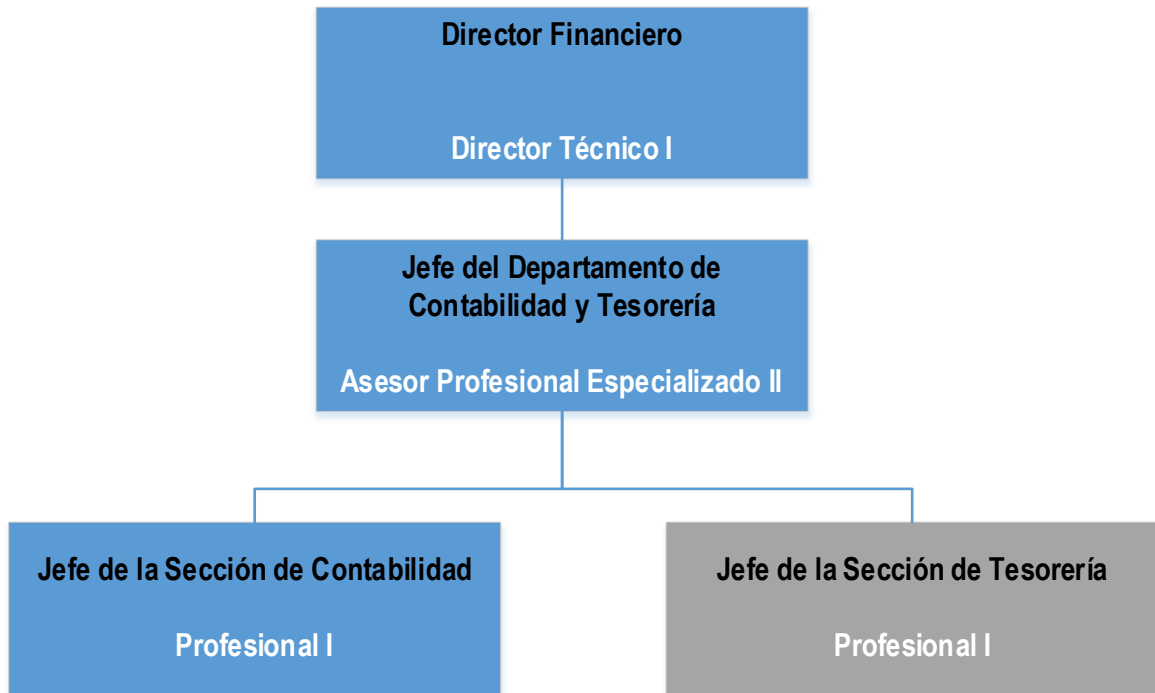 Director Financiero
Director Técnico I
Jefe del Departamento de
Contabilidad y Tesorería
Asesor Profesional Especializado II
Jefe de la Sección de Contabilidad
Profesional I
Jefe de la Sección de Tesorería
Profesional I